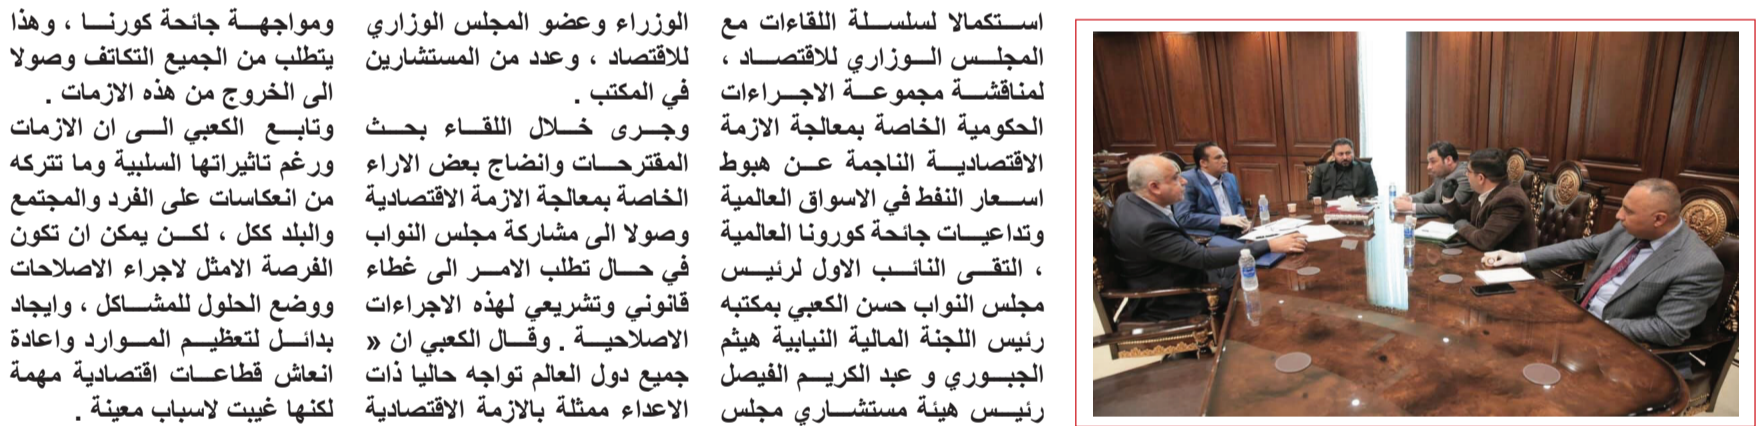 استكمالا لسلسلة اللقاءات مع
المجلس الوزاري للاقتصاد ،
لمناقشة مجموعة الاجراءات
الحكومية الخاصة بمعالجة الازمة
الاقتصادية الناجمة عن هبوط
اسعار النفط في الاسواق العالمية
وتداعيات جائحة كورونا العالمية
، التقى النائب الاول لرئيس
مجلس النواب حسن الكعبي بمكتبه
رئيس اللجنة المالية النيابية هيثم
الجبوري و عبد الكريم الفيصل
رئيس هيئة مستشاري مجلس
الوزراء وعضو المجلس الوزاري
للاقتصاد ، وعدد من المستشارين
في المكتب .
وجرى خلال اللقاء بحث
المقترحات وانضاج بعض الاراء
الخاصة بمعالجة الازمة الاقتصادية
وصولا الى مشاركة مجلس النواب
في حال تطلب الامر الى غطاء
قانوني وتشريعي لهذه الاجراءات
الاصلاحية . وقال الكعبي ان «
جميع دول العالم تواجه حاليا ذات
الاعداء ممثلة بالازمة الاقتصادية
ومواجهة جائحة كورنا ، وهذا
يتطلب من الجميع التكاتف وصولا
الى الخروج من هذه الازمات .
وتابع الكعبي الى ان الازمات
ورغم تاثيراتها السلبية وما تتركه
من انعكاسات على الفرد والمجتمع
والبلد ككل ، لكن يمكن ان تكون
الفرصة الامثل لاجراء الاصلاحات
ووضع الحلول للمشاكل ، وايجاد
بدائل لتعظيم الموارد واعادة
انعاش قطاعات اقتصادية مهمة
لكنها غيبت لاسباب معينة .